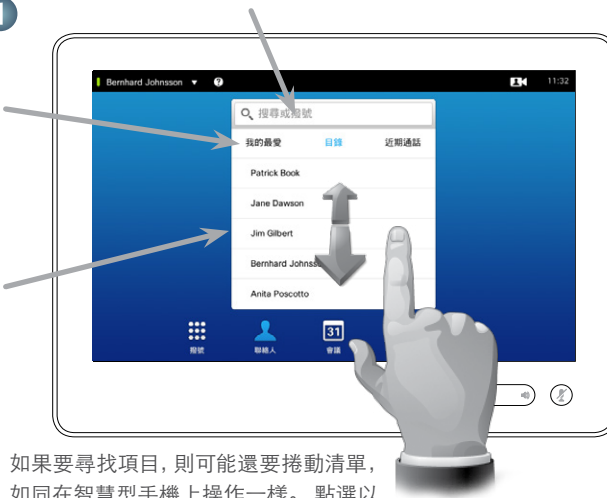 Bernhard Johnsson
11:32
搜尋或撥號
我的最愛 目錄 近期通話
Patrick Book
Jane Dawson
Jim Gilbert
Bernhard Johnsson
Anita Poscotto
31
撥號 聯絡人 會議
如果要尋找項目, 則可能還要捲動清單,
如同在智慧型手機上操作一樣。 點選以